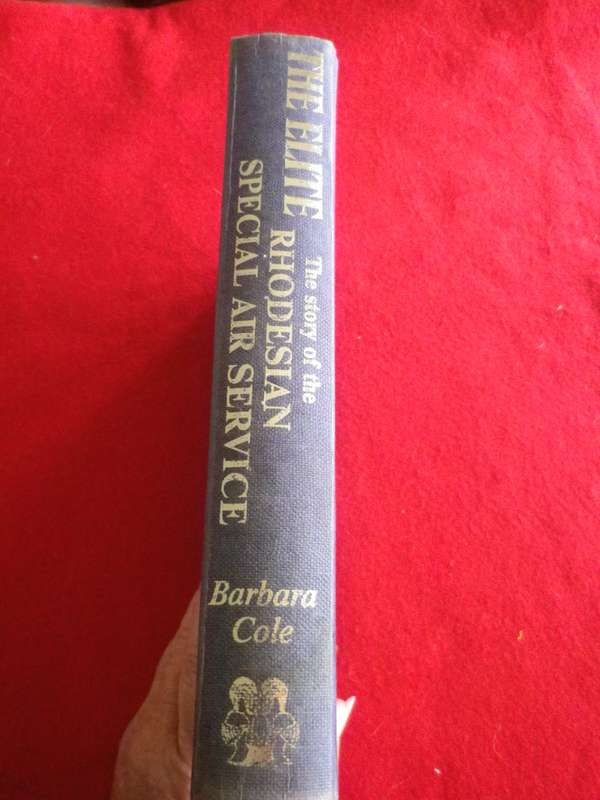 THE ELITE
The story of the
RHODESIAN
SPECIAL AIR SERVICE
Barbara
Cole